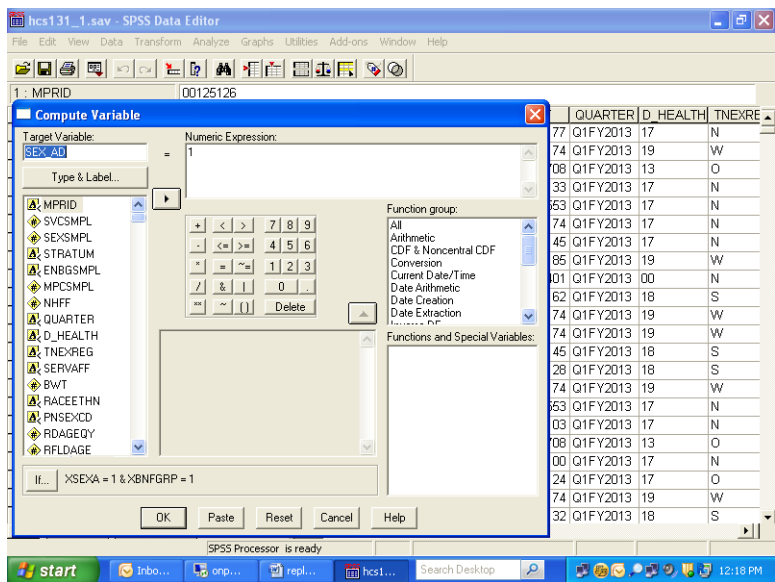 hcs131_1.sav - SPSS Data Editor
File Edit View Data Transform Analyze Graphs Utilities Add-ons Window Help
1 : MPRID 00125126
Compute Variable
QUARTER D_HEALTH TNEXRE
Target Variable: Numeric Expression:
SEX_AD = 1
Type & Label...
MPRID
SVCSMPL
SEXSMPL
STRATUM
ENBGSMPL
MPCSMPL
NHFF
QUARTER
D_HEALTH
TNEXREG
SERVAFF
BWT
RACEETHN
PNSEXCD
RDAGEQY
RFLDAGE
+ < > 7 8 9
- <= >= 4 5 6
* = ~= 1 2 3
/ & | 0 .
** ~ () Delete
Function group:
All
Arithmetic
CDF & Noncentral CDF
Conversion
Current Date/Time
Date Arithmetic
Date Creation
Date Extraction
Functions and Special Variables:
If... XSEXA = 1 & XBNFGRP = 1
OK Paste Reset Cancel Help
77 Q1FY2013 17 N
74 Q1FY2013 19 W
708 Q1FY2013 13 O
33 Q1FY2013 17 N
553 Q1FY2013 17 N
74 Q1FY2013 17 N
45 Q1FY2013 17 N
85 Q1FY2013 19 W
Q1FY2013 00 N
62 Q1FY2013 18 S
74 Q1FY2013 19 W
74 Q1FY2013 19 W
45 Q1FY2013 18 S
28 Q1FY2013 18 S
74 Q1FY2013 19 W
553 Q1FY2013 17 N
03 Q1FY2013 17 N
708 Q1FY2013 13 O
00 Q1FY2013 17 N
24 Q1FY2013 17 O
74 Q1FY2013 19 W
32 Q1FY2013 18 S
SPSS Processor is ready
start Inbo... onp... repl... hcs1... Search Desktop 12:18 PM